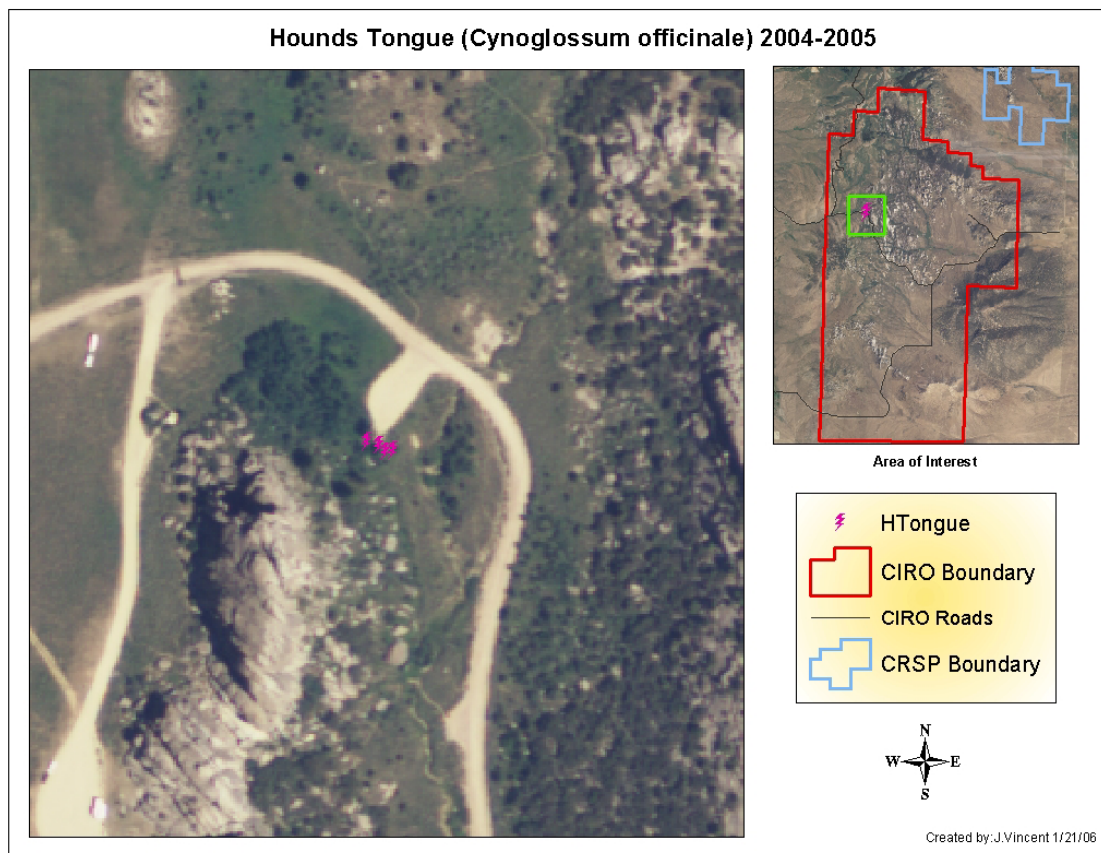 Hounds Tongue (Cynoglossum officinale) 2004-2005
Area of Interest
HTongue
CIRO Boundary
CIRO Roads
CRSP Boundary
N
W E
S
Created by:J.Vincent 1/21/06